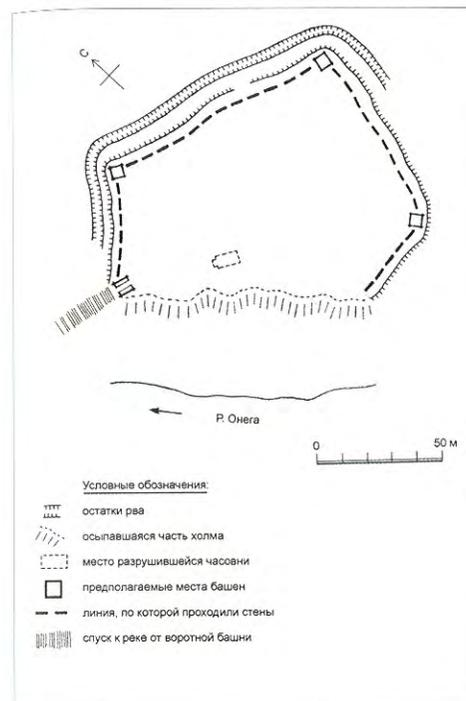 С
Р. Онега
0 50 м
Условные обозначения:
остатки рва
осыпавшаяся часть холма
место разрушившейся часовни
предполагаемые места башен
линия, по которой проходили стены
спуск к реке от воротной башни